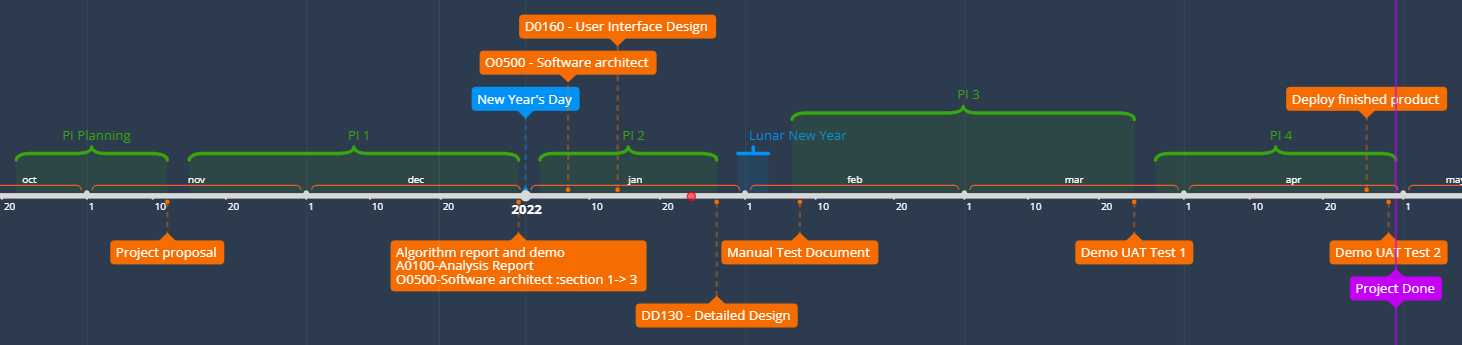 D0160 - User Interface Design
O0500 - Software architect
New Year's Day
Deploy finished product
PI Planning
PI 1
PI 2
Lunar New Year
PI 3
PI 4
oct
nov
dec
jan
feb
mar
apr
may
20
1
10
20
1
10
20
2022
10
20
1
10
20
1
10
20
1
10
20
1
Project proposal
Algorithm report and demo
A0100-Analysis Report
O0500-Software architect :section 1-> 3
Manual Test Document
Demo UAT Test 1
Demo UAT Test 2
Project Done
DD130 - Detailed Design